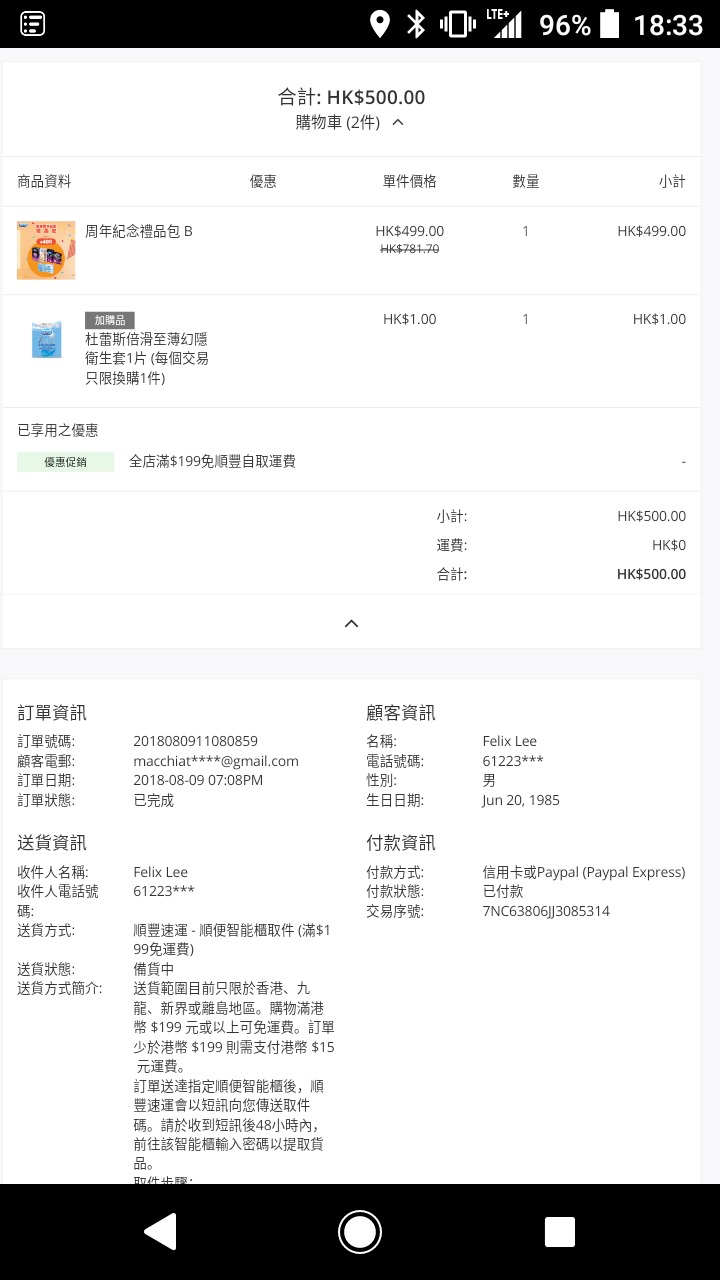 LTE+ 96% 18:33
合計: HK$500.00
購物車 (2件)
商品資料 優惠 單件價格 數量 小計
周年紀念禮品包 B HK$499.00 1 HK$499.00
HK$781.70
加購品 HK$1.00 1 HK$1.00
杜蕾斯倍滑至薄幻隱
衛生套1片 (每個交易
只限換購1件)
已享用之優惠
優惠促銷 全店滿$199免順豐自取運費 -
小計: HK$500.00
運費: HK$0
合計: HK$500.00
訂單資訊
訂單號碼: 2018080911080859
顧客電郵: macchiat****@gmail.com
訂單日期: 2018-08-09 07:08PM
訂單狀態: 已完成
顧客資訊
名稱: Felix Lee
電話號碼: 61223***
性別: 男
生日日期: Jun 20, 1985
送貨資訊
收件人名稱: Felix Lee
收件人電話號 61223***
碼:
送貨方式: 順豐速運 - 順便智能櫃取件 (滿$1
99免運費)
送貨狀態: 備貨中
送貨方式簡介: 送貨範圍目前只限於香港、九
龍、新界或離島地區。購物滿港
幣 $199 元或以上可免運費。訂單
少於港幣 $199 則需支付港幣 $15
元運費。
訂單送達指定順便智能櫃後，順
豐速運會以短訊向您傳送取件
碼。請於收到短訊後48小時內，
前往該智能櫃輸入密碼以提取貨
品。
取件步驟：
付款資訊
付款方式: 信用卡或Paypal (Paypal Express)
付款狀態: 已付款
交易序號: 7NC63806JJ3085314